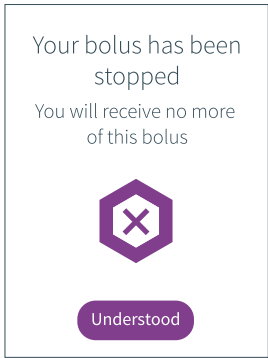 Your bolus has been
stopped
You will receive no more
of this bolus
Understood